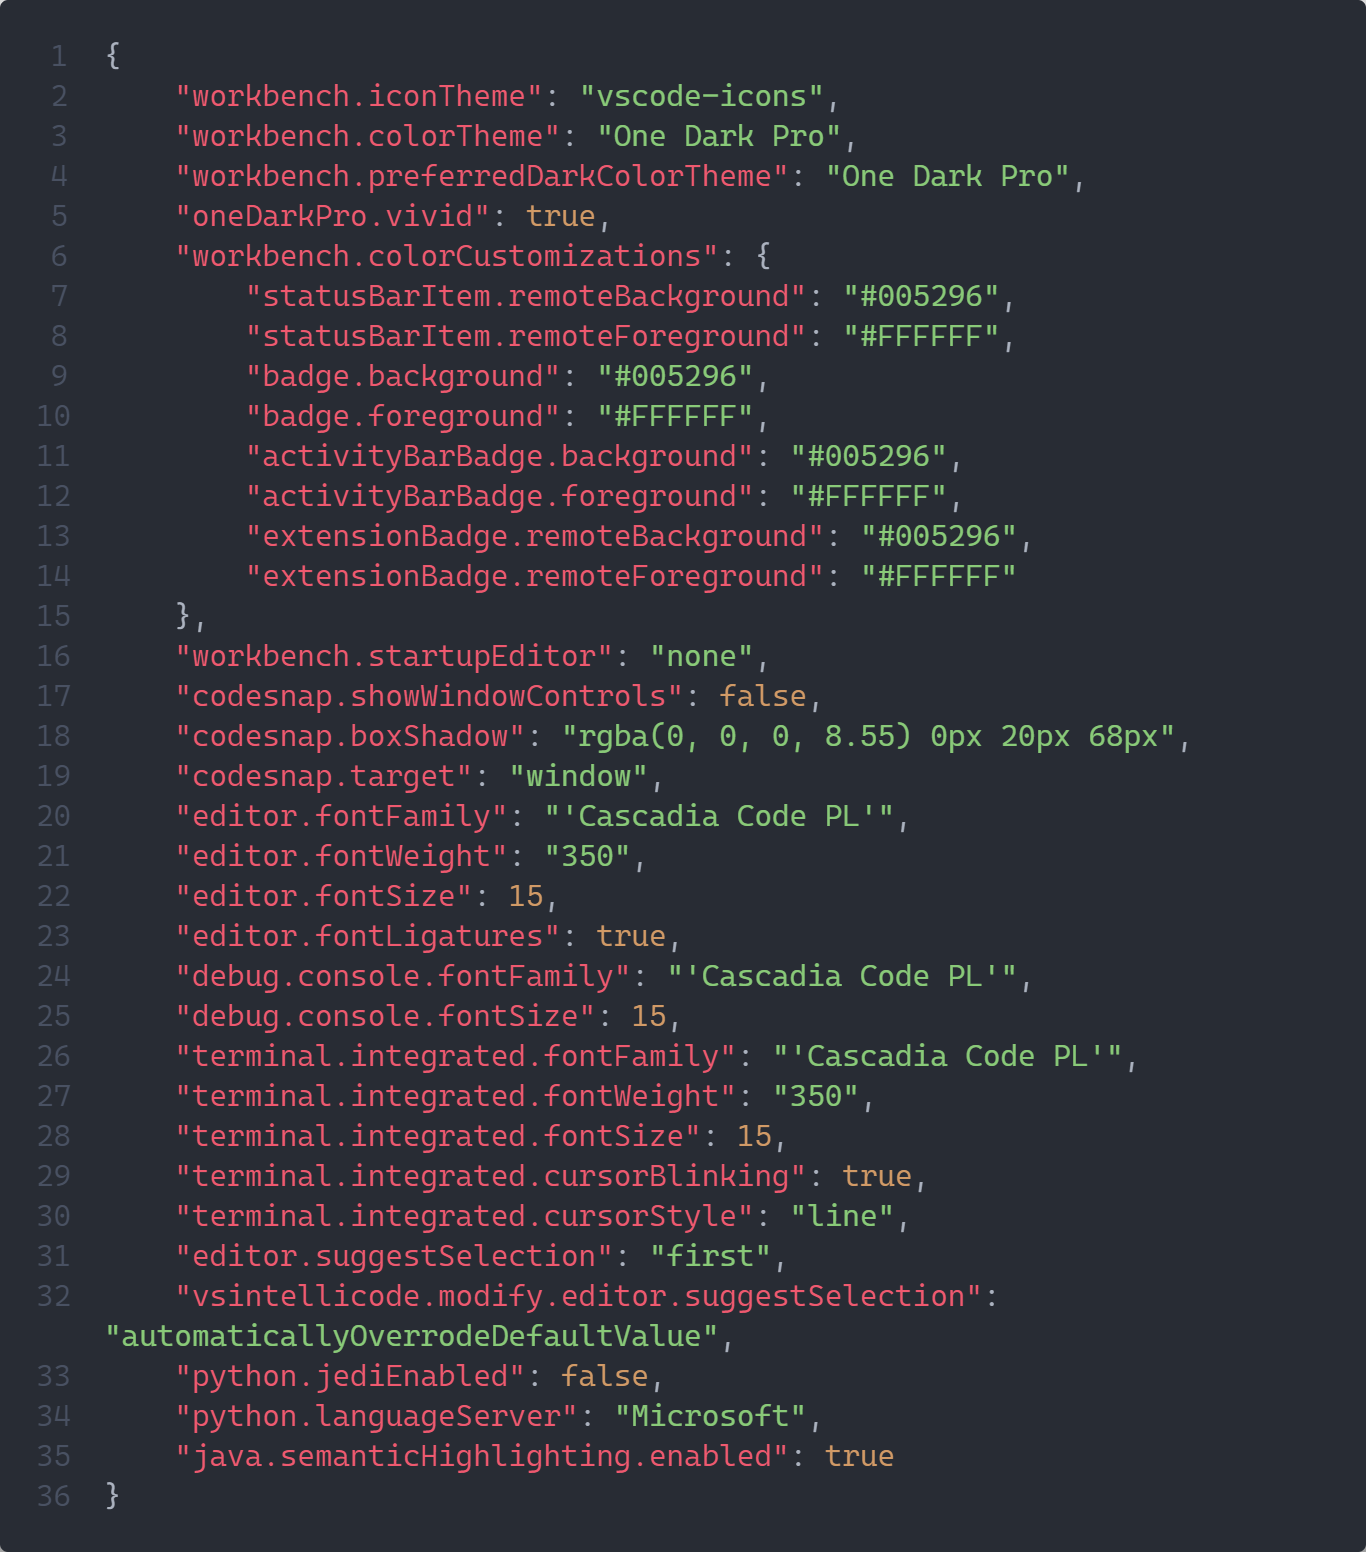 1 {
2     "workbench.iconTheme": "vscode-icons",
3     "workbench.colorTheme": "One Dark Pro",
4     "workbench.preferredDarkColorTheme": "One Dark Pro",
5     "oneDarkPro.vivid": true,
6     "workbench.colorCustomizations": {
7         "statusBarItem.remoteBackground": "#005296",
8         "statusBarItem.remoteForeground": "#FFFFFF",
9         "badge.background": "#005296",
10         "badge.foreground": "#FFFFFF",
11         "activityBarBadge.background": "#005296",
12         "activityBarBadge.foreground": "#FFFFFF",
13         "extensionBadge.remoteBackground": "#005296",
14         "extensionBadge.remoteForeground": "#FFFFFF"
15     },
16     "workbench.startupEditor": "none",
17     "codesnap.showWindowControls": false,
18     "codesnap.boxShadow": "rgba(0, 0, 0, 8.55) 0px 20px 68px",
19     "codesnap.target": "window",
20     "editor.fontFamily": "'Cascadia Code PL'",
21     "editor.fontWeight": "350",
22     "editor.fontSize": 15,
23     "editor.fontLigatures": true,
24     "debug.console.fontFamily": "'Cascadia Code PL'",
25     "debug.console.fontSize": 15,
26     "terminal.integrated.fontFamily": "'Cascadia Code PL'",
27     "terminal.integrated.fontWeight": "350",
28     "terminal.integrated.fontSize": 15,
29     "terminal.integrated.cursorBlinking": true,
30     "terminal.integrated.cursorStyle": "line",
31     "editor.suggestSelection": "first",
32     "vsintellicode.modify.editor.suggestSelection":
"automaticallyOverrodeDefaultValue",
33     "python.jediEnabled": false,
34     "python.languageServer": "Microsoft",
35     "java.semanticHighlighting.enabled": true
36 }